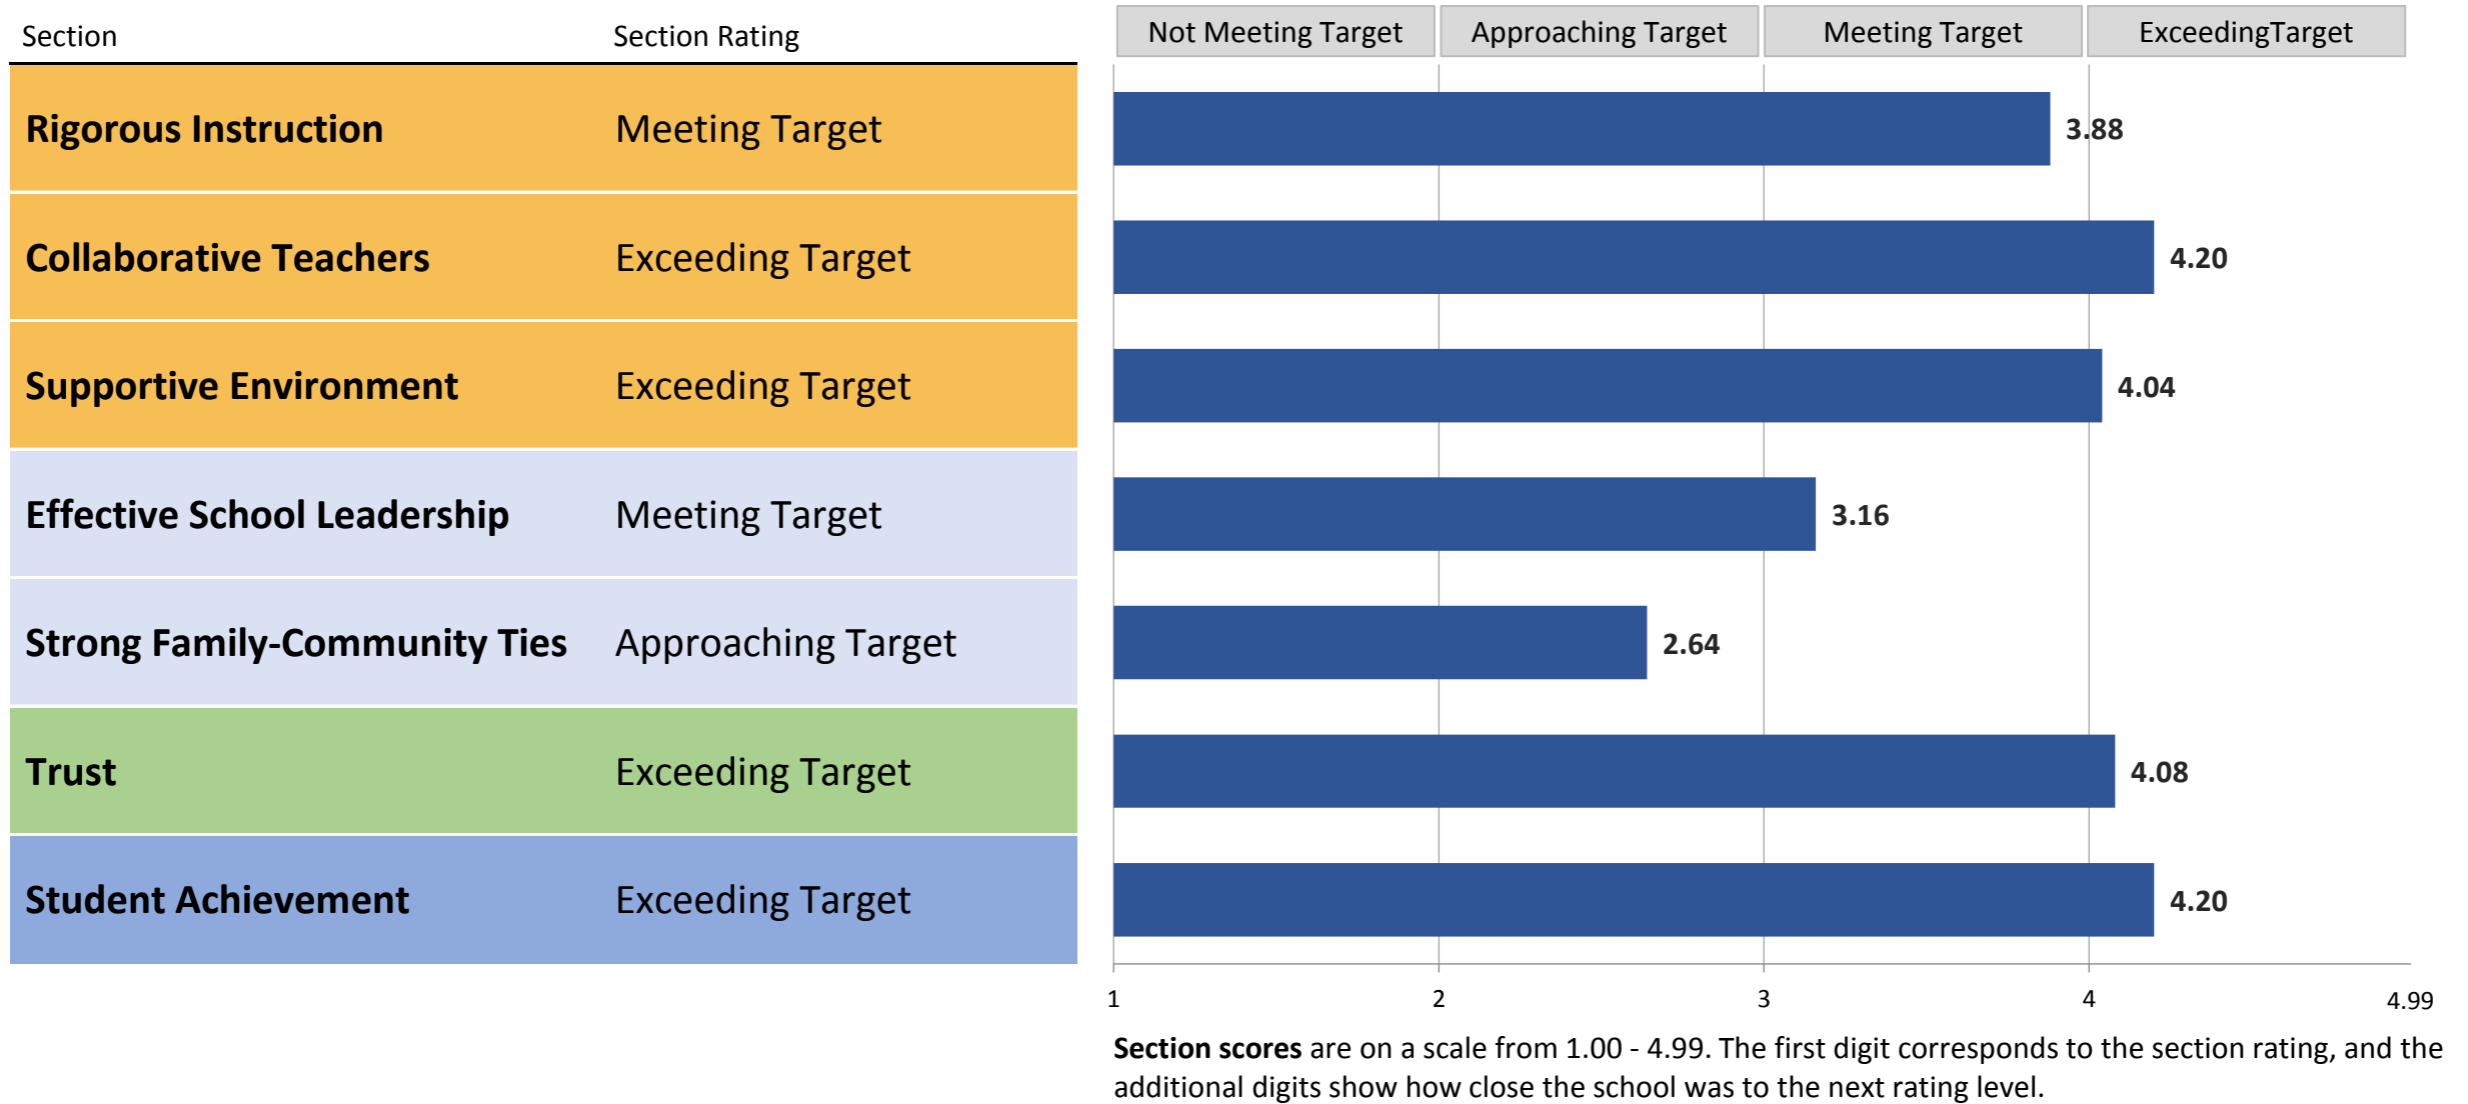 Section Section Rating Not Meeting Target Approaching Target Meeting Target ExceedingTarget
Rigorous Instruction Meeting Target 3.88
Collaborative Teachers Exceeding Target 4.20
Supportive Environment Exceeding Target 4.04
Effective School Leadership Meeting Target 3.16
Strong Family-Community Ties Approaching Target 2.64
Trust Exceeding Target 4.08
Student Achievement Exceeding Target 4.20
1 2 3 4 4.99
Section scores are on a scale from 1.00 - 4.99. The first digit corresponds to the section rating, and the
additional digits show how close the school was to the next rating level.